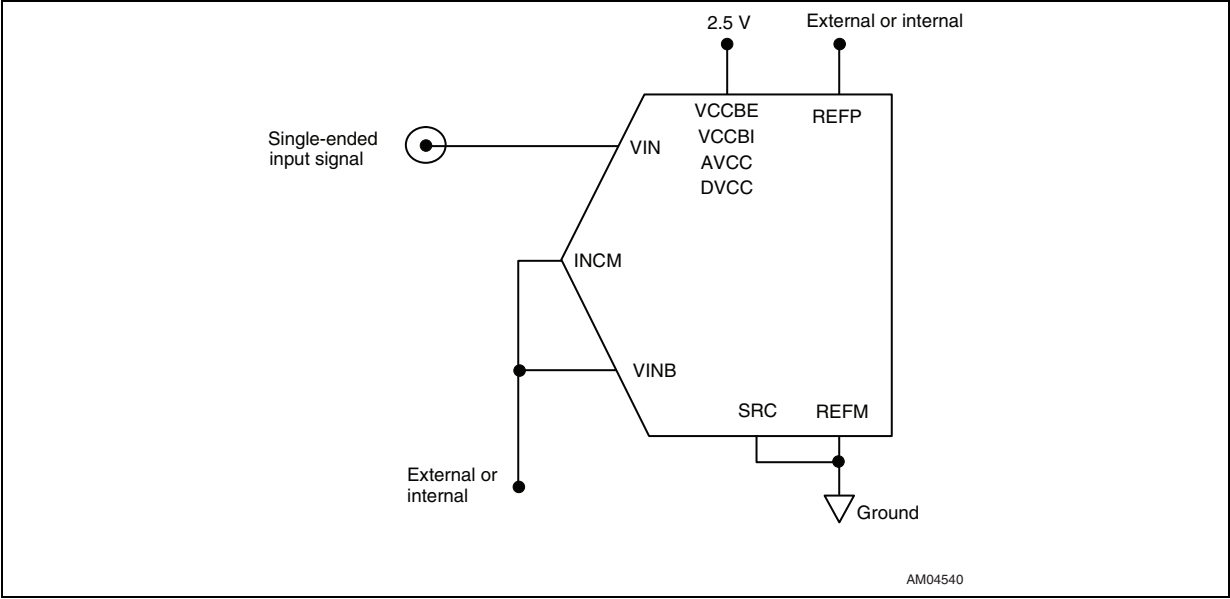 2.5 V
External or internal
VCCBE
VCCBI
AVCC
DVCC
REFP
Single-ended
input signal
VIN
INCM
VINB
SRC
REFM
External or
internal
Ground
AM04540